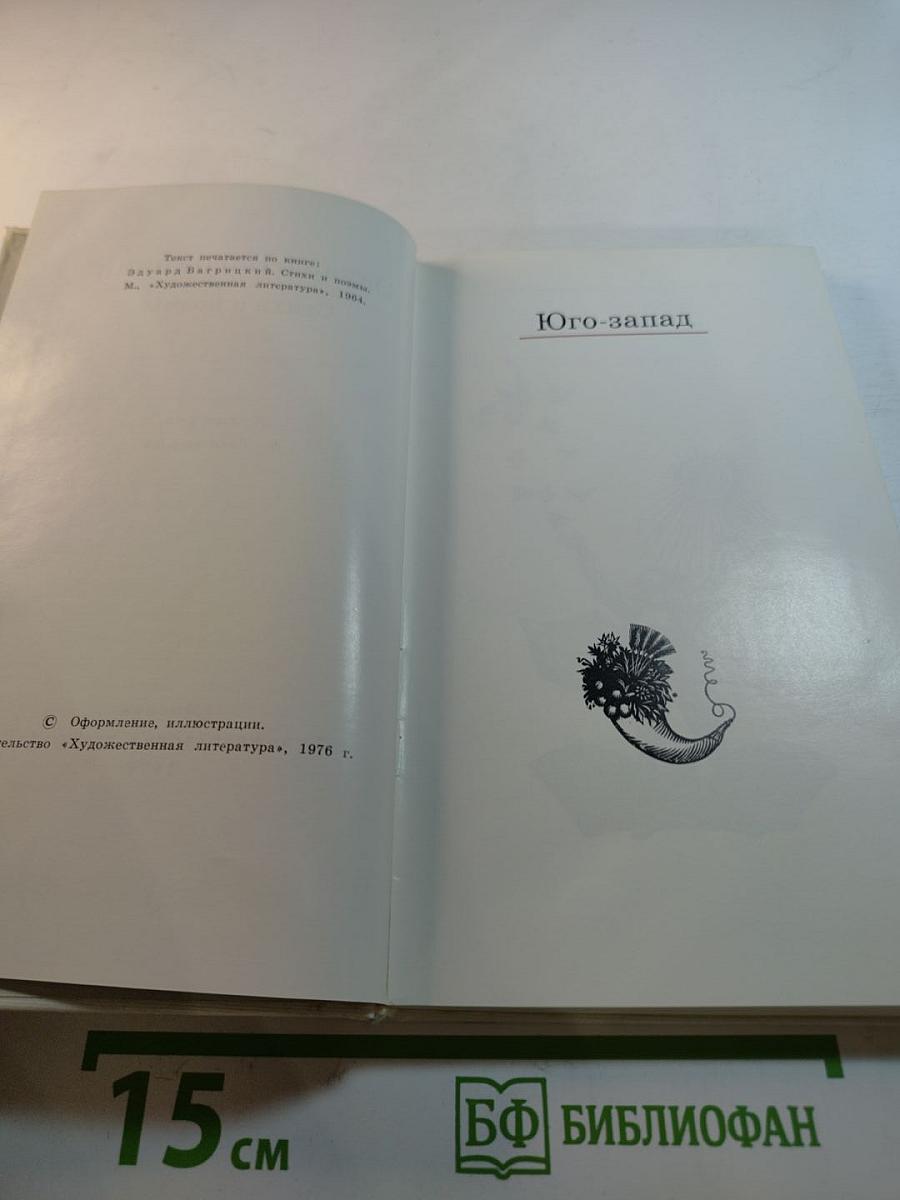 Текст печатается по книге:
Эдуард Багрицкий. Стихи и поэмы.
М., «Художественная литература», 1964.
© Оформление, иллюстрации.
тельство «Художественная литература», 1976 г.
Юго-запад
15 см
БФ БИБЛИОФАН